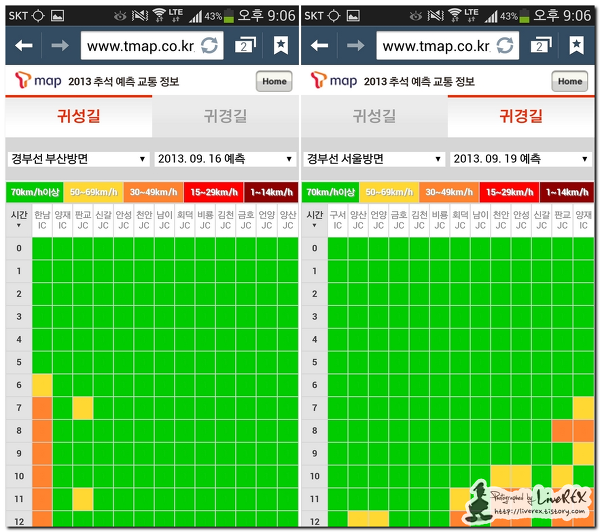 SKT 43% 오후 9:06
www.tmap.co.kr 2
T map 2013 추석 예측 교통 정보 Home
귀성길 귀경길
경부선 부산방면 ▼ 2013. 09. 16 예측 ▼
70km/h이상 50~69km/h 30~49km/h 15~29km/h 1~14km/h
시간 ▼ 한남 IC 양재 IC 판교 JC 신갈 JC 안성 JC 천안 JC 남이 JC 회덕 JC 비룡 JC 김천 JC 금호 JC 언양 JC 양산 JC
0
1
2
3
4
5
6
7
8
9
10
11
12
SKT LTE 43% 오후 9:06
www.tmap.co.kr 2
T map 2013 추석 예측 교통 정보 Home
귀성길 귀경길
경부선 서울방면 ▼ 2013. 09. 19 예측 ▼
70km/h이상 50~69km/h 30~49km/h 15~29km/h 1~14km/h
시간 ▼ 구서 IC 양산 JC 언양 JC 금호 JC 김천 JC 비룡 JC 회덕 JC 남이 JC 천안 JC 안성 JC 신갈 JC 판교 JC 양재 IC
0
1
2
3
4
5
6
7
8
9
10
11
12
Photographed by LiveREX
http://liverex.tistory.com